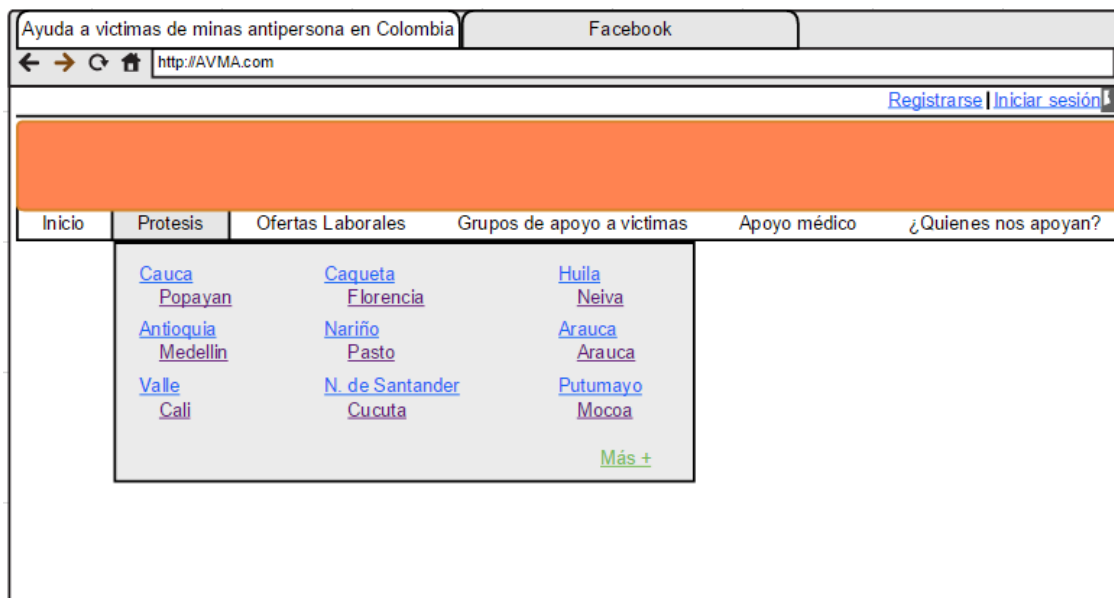 Ayuda a victimas de minas antipersona en Colombia Facebook
http://AVMA.com
Registrarse | Iniciar sesión
Inicio Protesis Ofertas Laborales Grupos de apoyo a victimas Apoyo médico ¿Quienes nos apoyan?
Cauca Caqueta Huila
Popayan Florencia Neiva
Antioquia Nariño Arauca
Medellin Pasto Arauca
Valle N. de Santander Putumayo
Cali Cucuta Mocoa
Más +